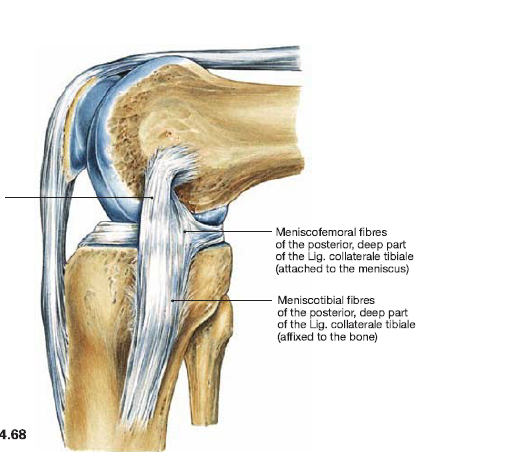 Meniscofemoral fibres
of the posterior, deep part
of the Lig. collaterale tibiale
(attached to the meniscus)
Meniscotibial fibres
of the posterior, deep part
of the Lig. collaterale tibiale
(affixed to the bone)
4.68